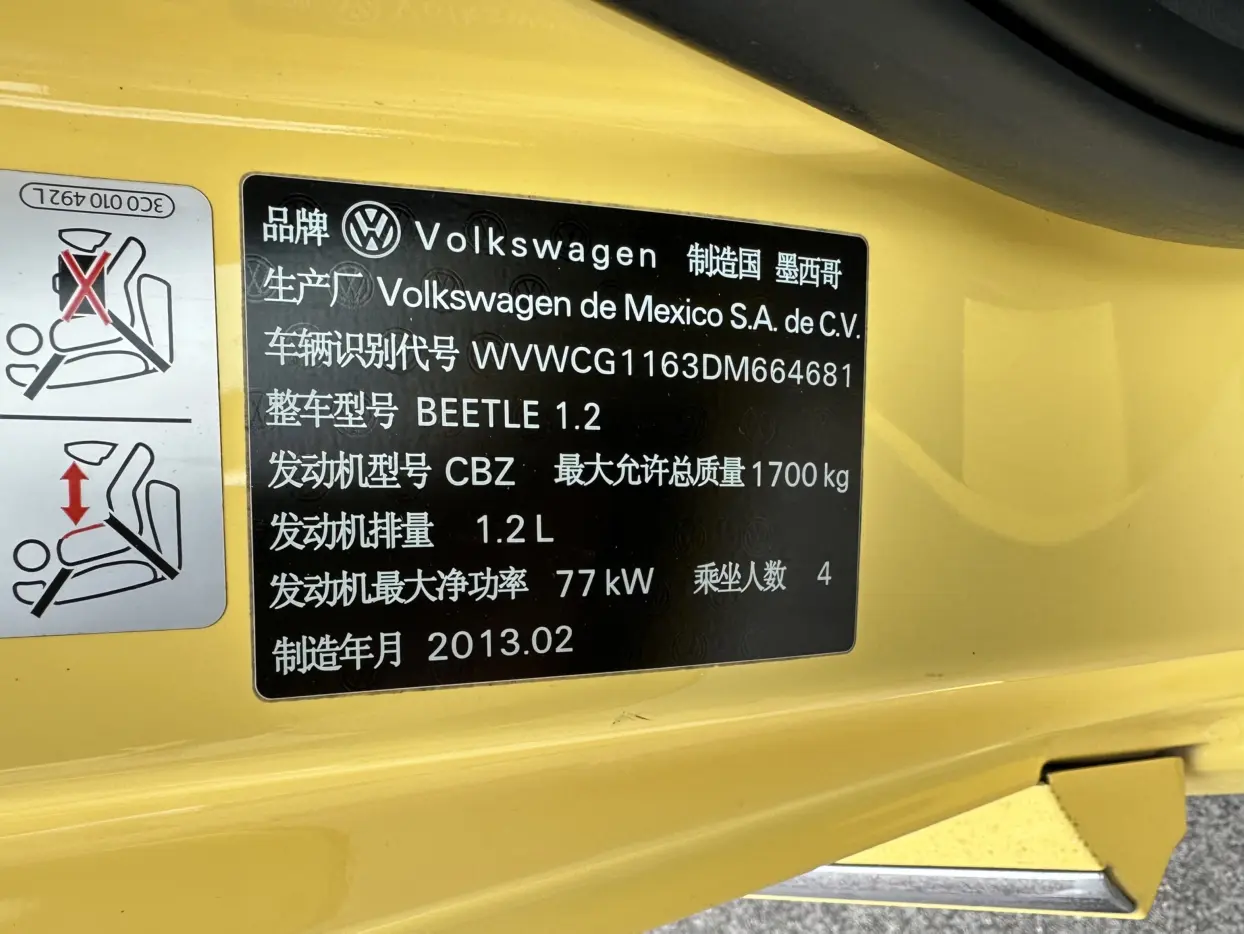 3C0 010 492 L
品牌 Volkswagen 制造国 墨西哥
生产厂 Volkswagen de Mexico S.A. de C.V.
车辆识别代号 WVWCG1163DM664681
整车型号 BEETLE 1.2
发动机型号 CBZ 最大允许总质量 1700 kg
发动机排量 1.2 L
发动机最大净功率 77 kW 乘坐人数 4
制造年月 2013.02